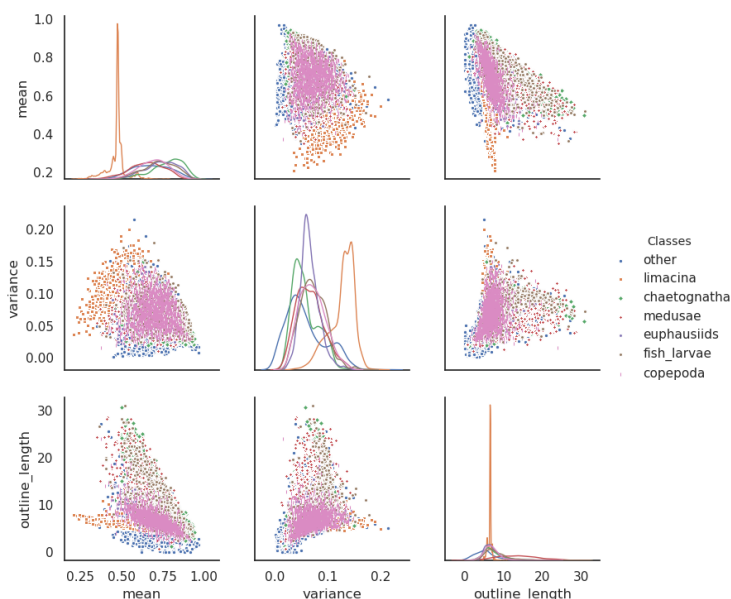 1.0
0.8
0.6
0.4
0.2
mean
0.20
0.15
0.10
0.05
0.00
variance
Classes
other
limacina
chaetognatha
medusae
euphausiids
fish_larvae
copepoda
30
20
10
0
outline_length
0.25 0.50 0.75 1.00
mean
0.0 0.1 0.2
variance
0 10 20 30
outline_length